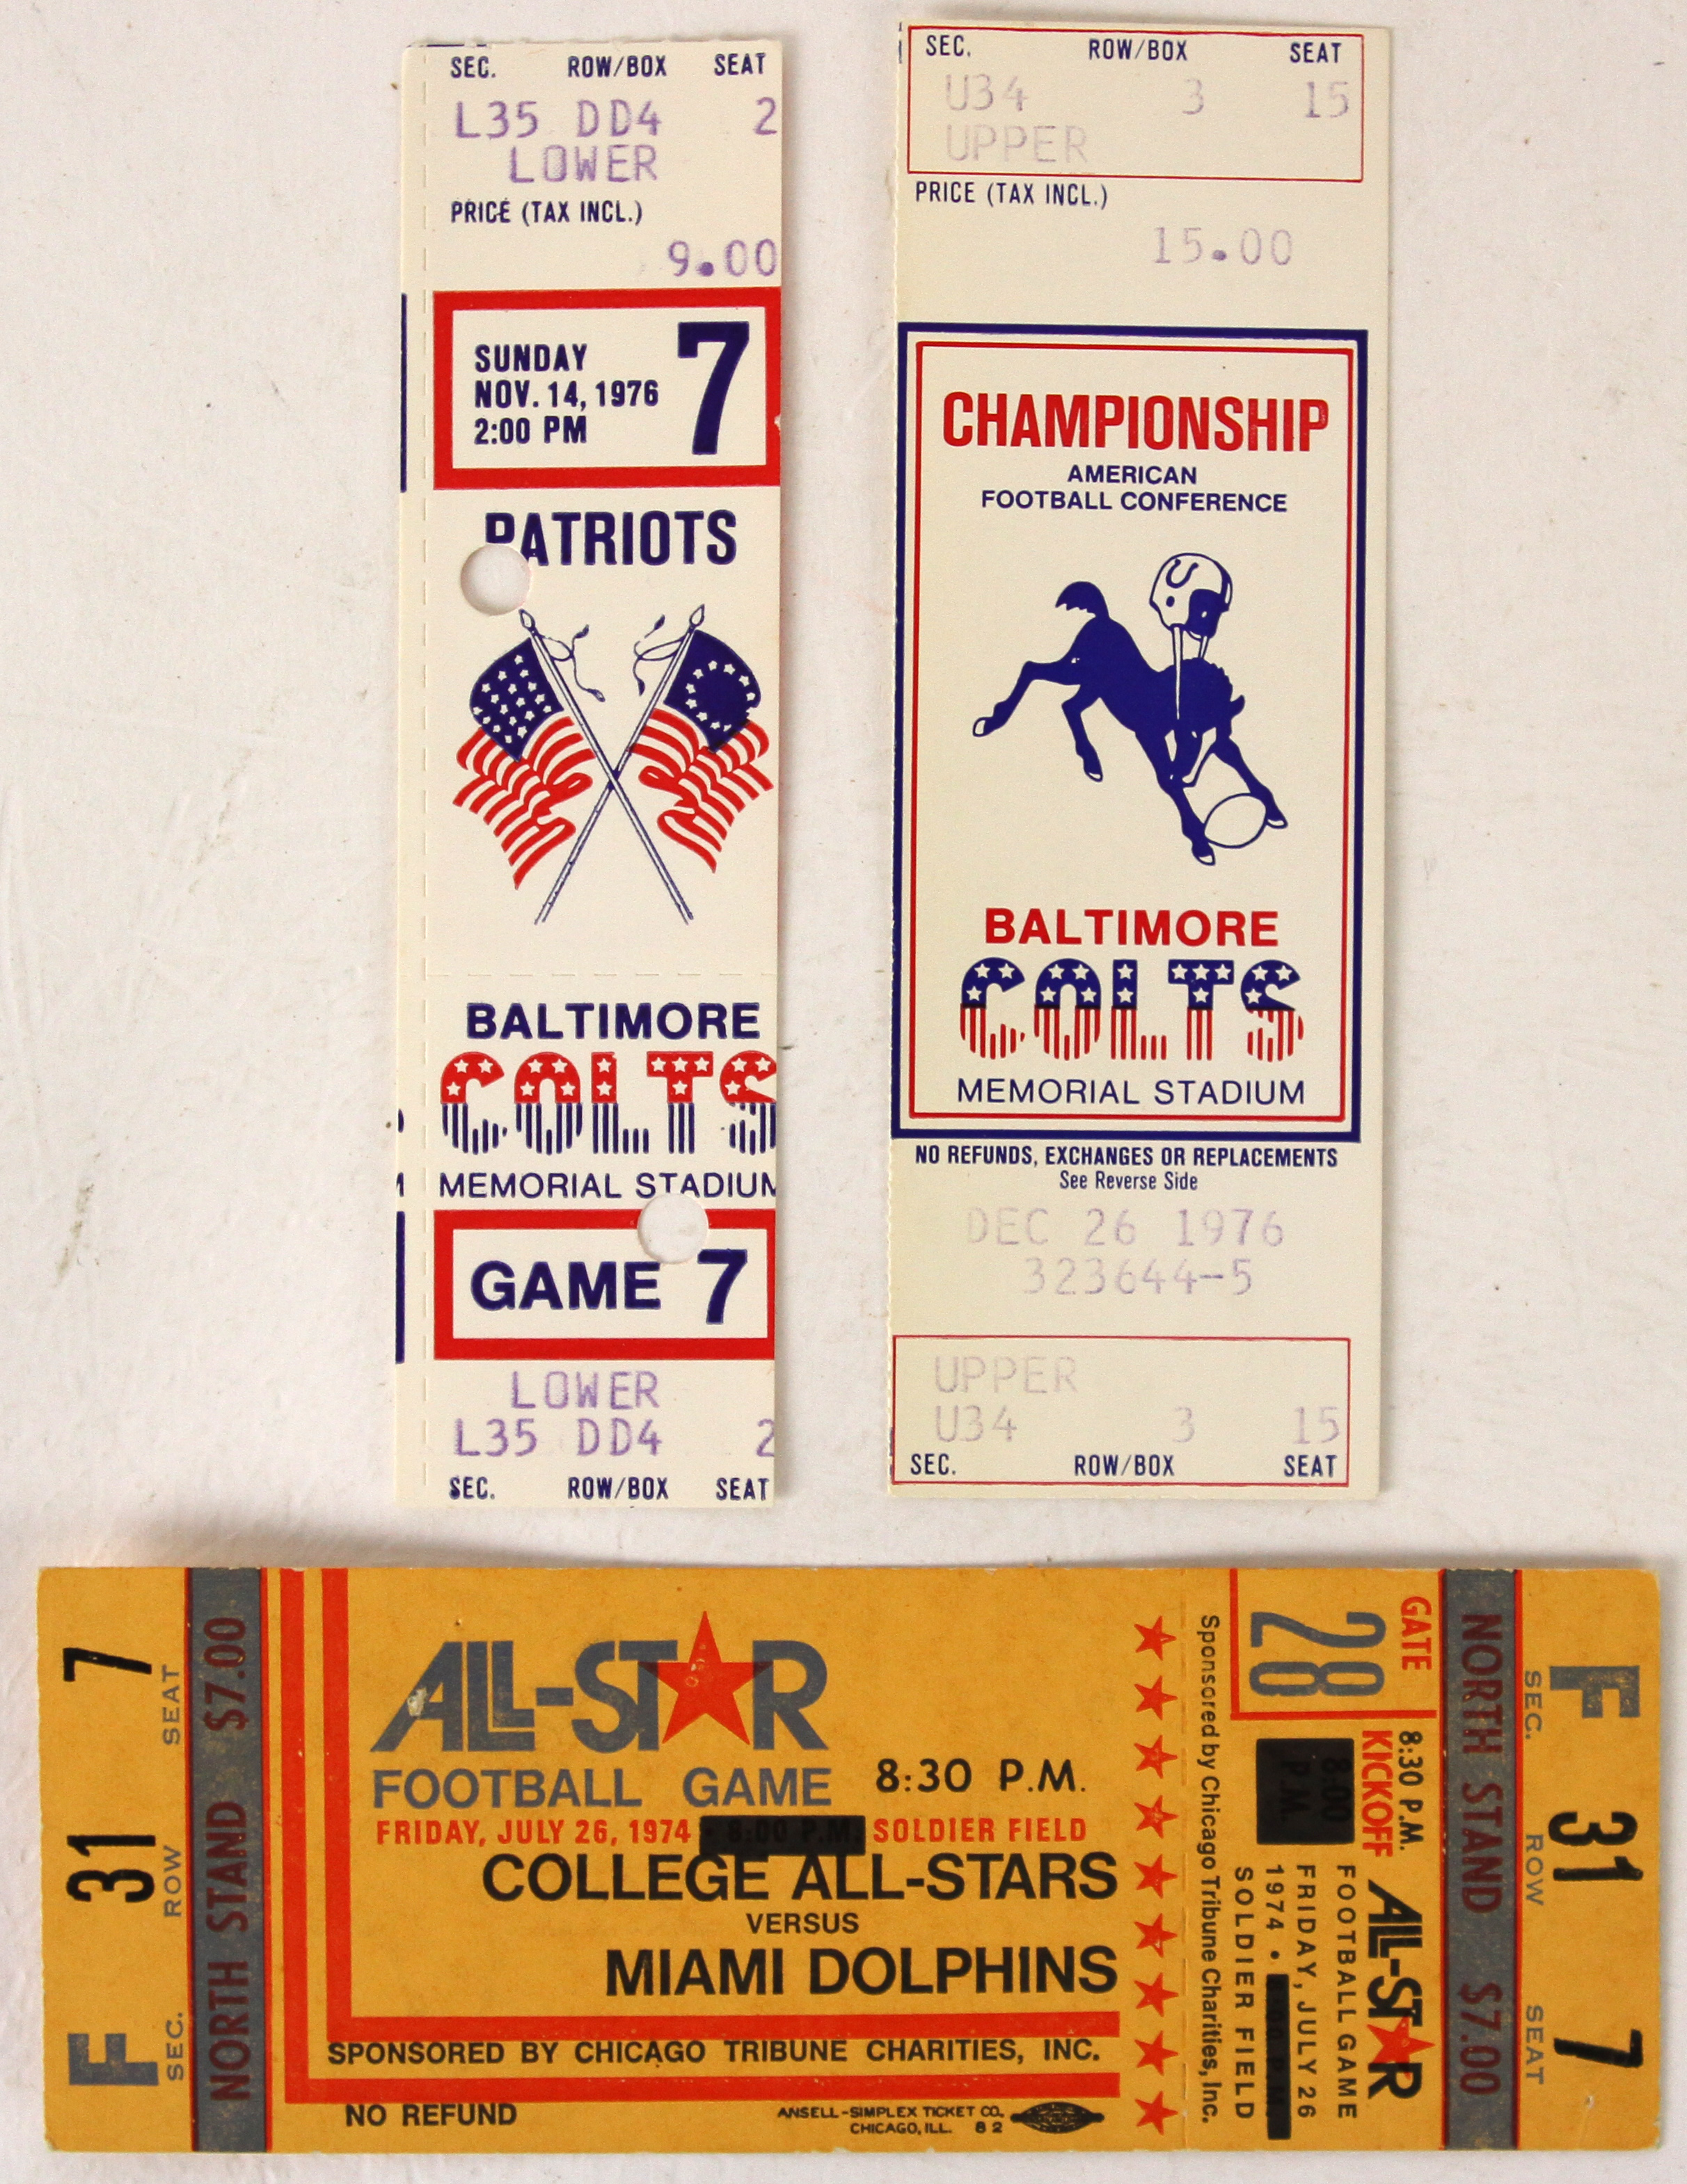 SEC. ROW/BOX SEAT
L35 DD4 2
LOWER
PRICE (TAX INCL.)
9.00
SUNDAY
NOV. 14, 1976
2:00 PM
7
PATRIOTS
BALTIMORE
COLTS
MEMORIAL STADIUM
GAME 7
LOWER
L35 DD4 2
SEC. ROW/BOX SEAT
SEC. ROW/BOX SEAT
U34 3 15
UPPER
PRICE (TAX INCL.)
15.00
CHAMPIONSHIP
AMERICAN
FOOTBALL CONFERENCE
BALTIMORE
COLTS
MEMORIAL STADIUM
NO REFUNDS, EXCHANGES OR REPLACEMENTS
See Reverse Side
DEC 26 1976
323644-5
UPPER
U34 3 15
SEC. ROW/BOX SEAT
F 31 7
SEC. ROW SEAT
NORTH STAND $7.00
ALL-STAR
FOOTBALL GAME 8:30 P.M.
FRIDAY, JULY 26, 1974 • 8:00 P.M. SOLDIER FIELD
COLLEGE ALL-STARS
VERSUS
MIAMI DOLPHINS
SPONSORED BY CHICAGO TRIBUNE CHARITIES, INC.
NO REFUND
ANSELL-SIMPLEX TICKET CO.
CHICAGO, ILL. 82
Sponsored by Chicago Tribune Charities, Inc.
GATE
28
8:30 P.M.
KICKOFF
8:00
P.M.
ALL-STAR
FOOTBALL GAME
FRIDAY, JULY 26
1974 •
SOLDIER FIELD
NORTH STAND $7.00
SEC. ROW SEAT
F 31 7